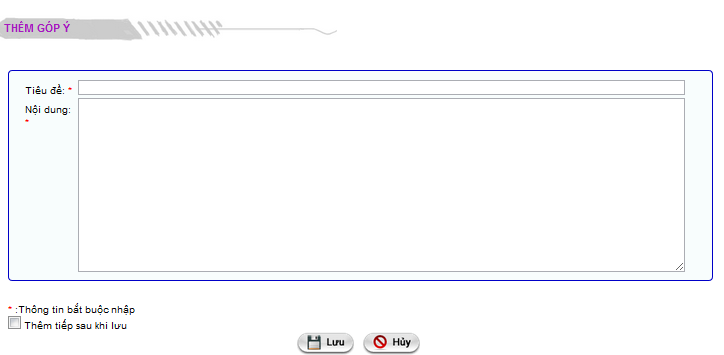 THÊM GÓP Ý
Tiêu đề: *
Nội dung:
*
* :Thông tin bắt buộc nhập
Thêm tiếp sau khi lưu
Lưu Hủy